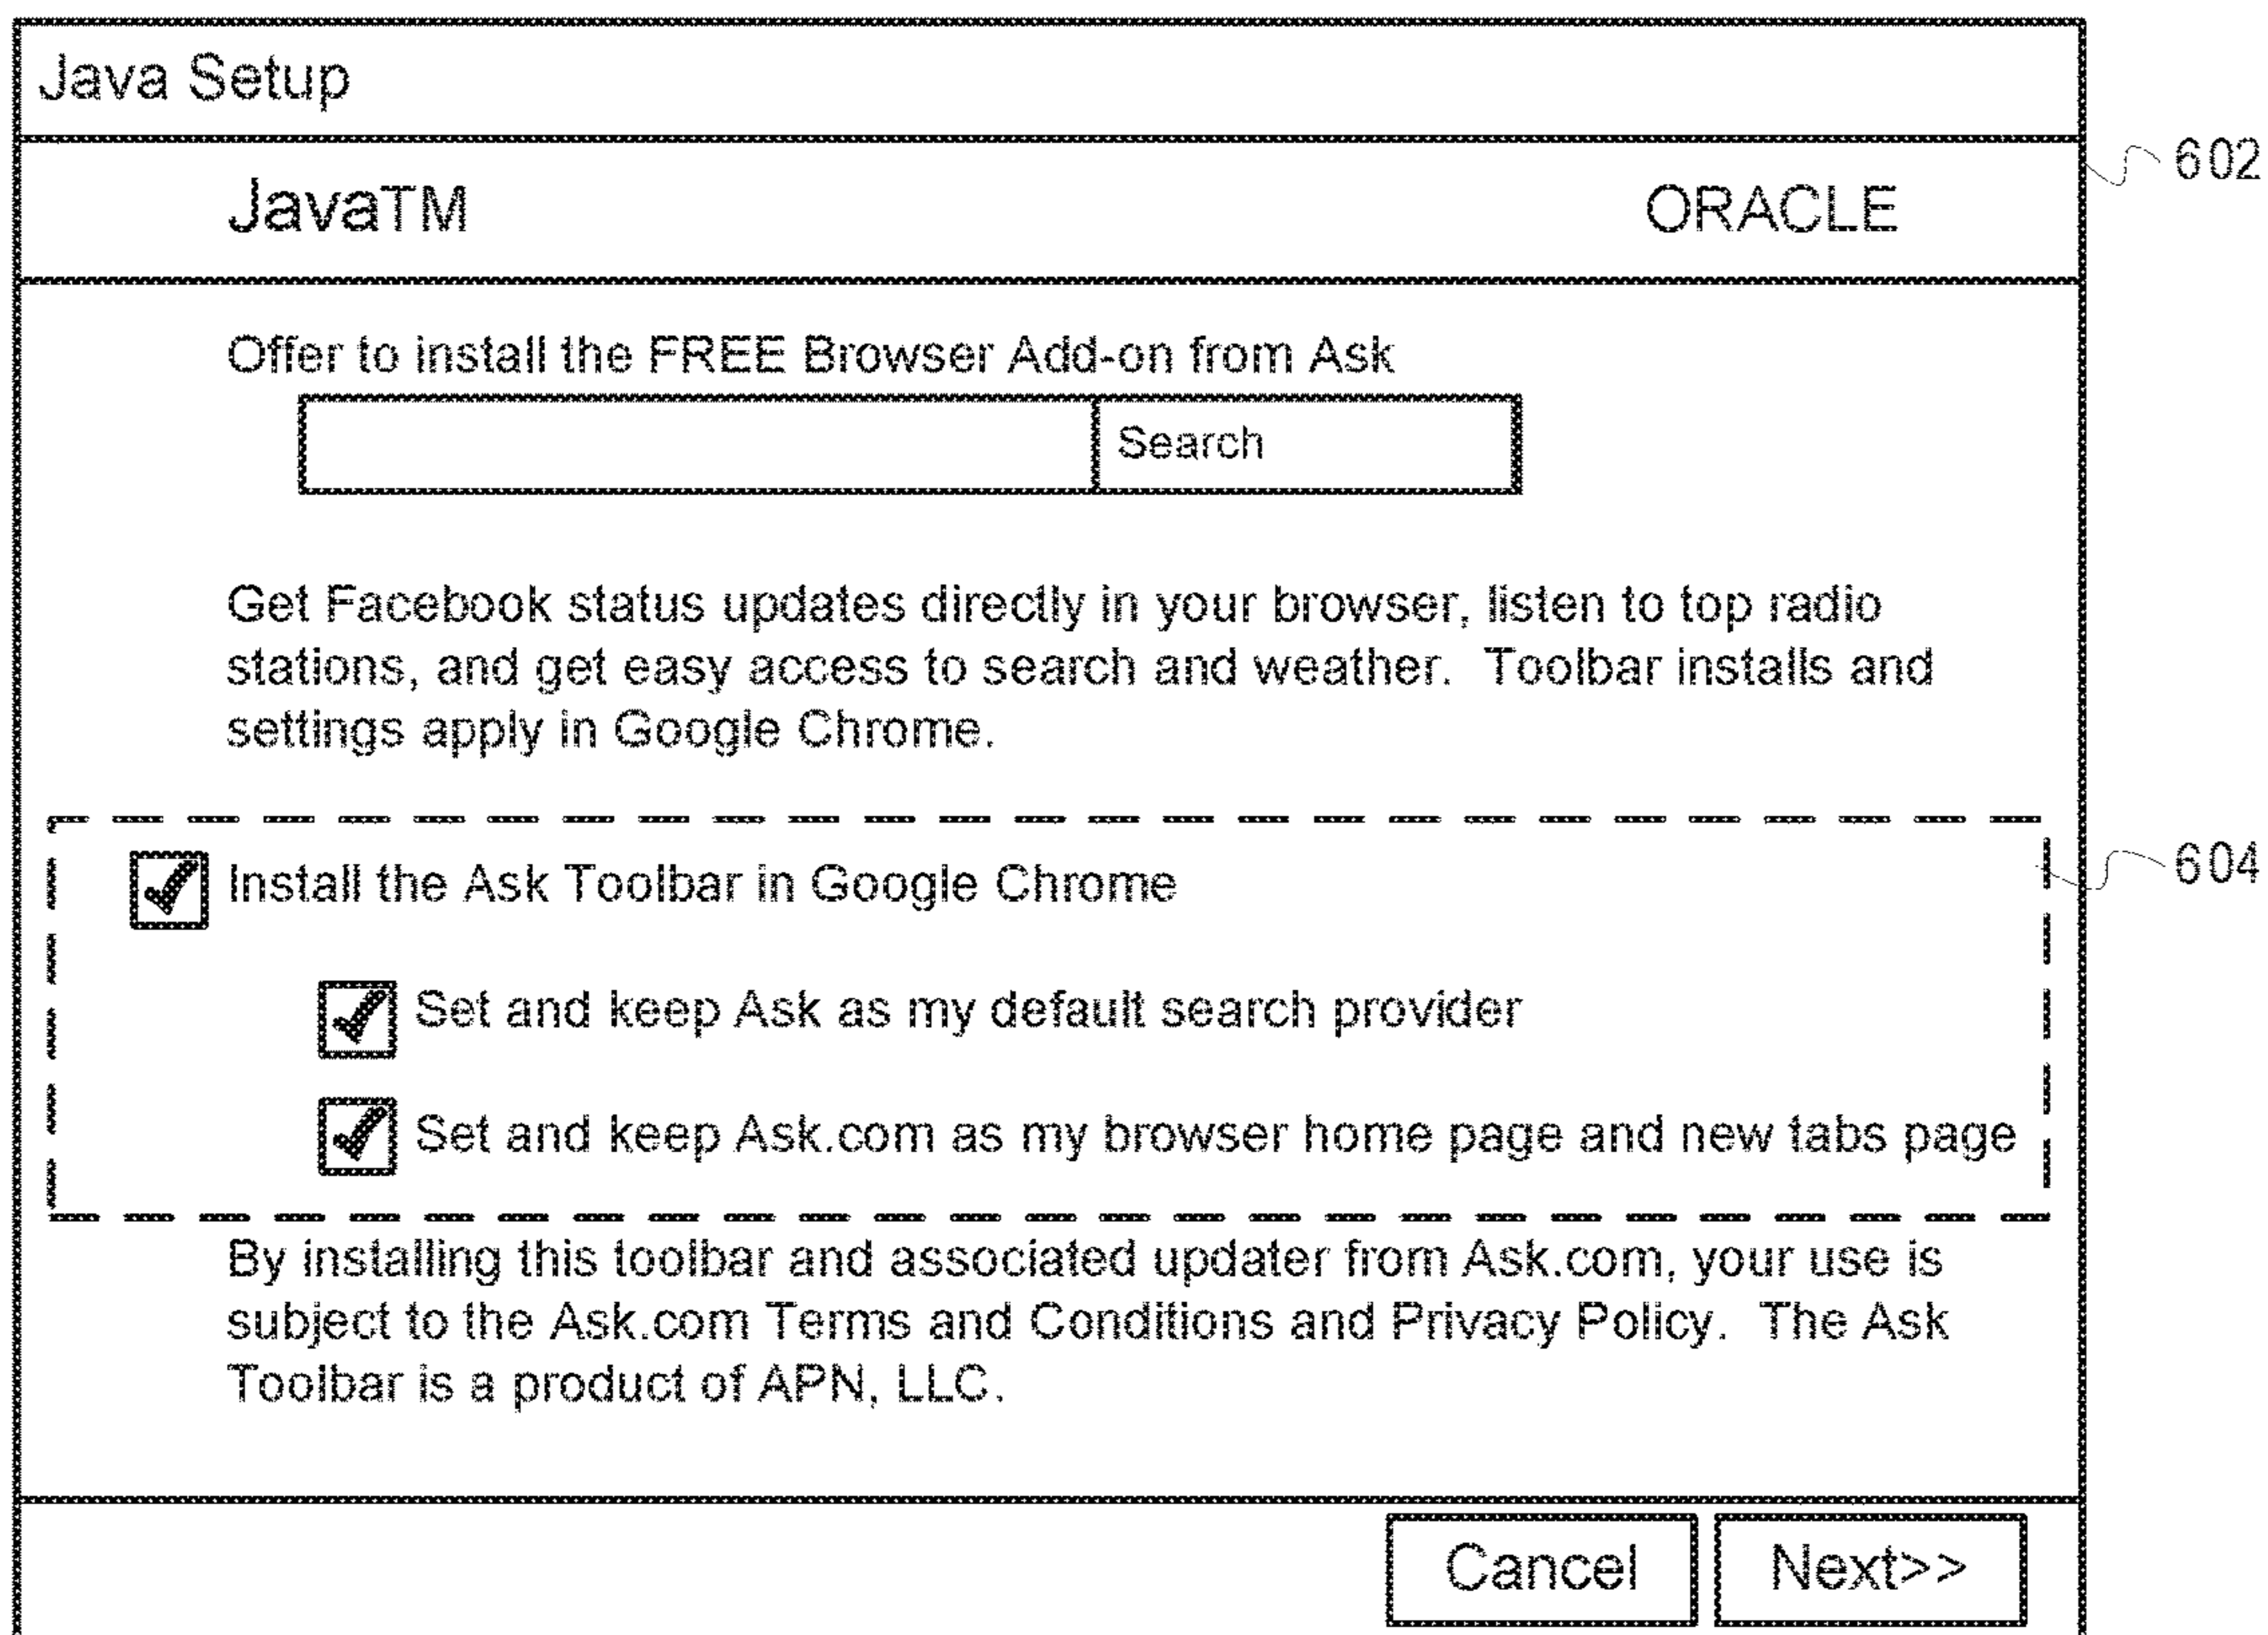 Java Setup
602
JavaTM ORACLE
Offer to install the FREE Browser Add-on from Ask
Search
Get Facebook status updates directly in your browser, listen to top radio
stations, and get easy access to search and weather. Toolbar installs and
settings apply in Google Chrome.
604
Install the Ask Toolbar in Google Chrome
Set and keep Ask as my default search provider
Set and keep Ask.com as my browser home page and new tabs page
By installing this toolbar and associated updater from Ask.com, your use is
subject to the Ask.com Terms and Conditions and Privacy Policy. The Ask
Toolbar is a product of APN, LLC.
Cancel Next>>